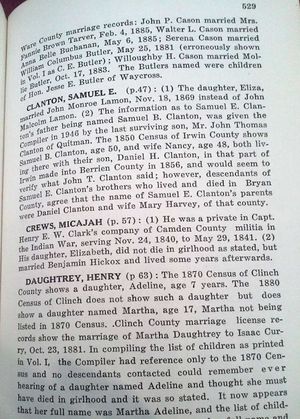 529
Ware County marriage records: John P. Cason married Mrs.
Fannie Brown Tarver, Feb. 4, 1885, Walter L. Cason married
Anna Belle Buchanan, May 6, 1885; Serena Cason married
William Columbus Butler, May 25, 1881 (erroneously shown
in Vol. I as C. E. Butler); Willoughby H. Cason married Mol-
lie Butler, Oct. 17, 1883. The Butlers named were children
of Hon. Jesse E. Butler of Waycross.
CLANTON, SAMUEL E. (p.47): (1) The daughter, Eliza,
married John Monroe Lamon, Nov. 18, 1869 instead of John
Malcolm Lamon. (2) The information as to Samuel E. Clan-
ton's father being named Samuel B. Clanton, was given the
Compiler in 1946 by the last surviving son, Mr. John Thomas
Clanton of Quitman. The 1850 Census of Irwin County shows
Samuel B. Clanton, age 50, and wife Nancy, age 48, both liv-
ing there with their son, Daniel H. Clanton, in that part of
Irwin made into Berrien County in 1856, and would seem to
verify what John T. Clanton said; however, descendants of
Samuel E. Clanton's brothers who lived and died in Bryan
County, agree that the name of Samuel E. Clanton's parents
were Daniel Clanton and wife Mary Harvey, of that county.
CREWS, MICAJAH (p. 57): (1) He was a private in Capt.
Henry E. W. Clark's company of Camden County militia in
the Indian War, serving Nov. 24, 1840, to May 29, 1841. (2)
His daughter, Elizabeth, did not die in girlhood as stated, but
married Benjamin Hickox and lived some years afterwards.
DAUGHTREY, HENRY (p 63): The 1870 Census of Clinch
County shows a daughter, Adeline, age 7 years. The 1880
Census of Clinch does not show such a daughter but does
show a daughter named Martha, age 17, Martha not being
listed in 1870 Census. .Clinch County marriage license re-
cords show the marriage of Martha Daughtrey to Isaac Cur-
ry, Oct. 23, 1881. In compiling the list of children as printed
in Vol. I, the Compiler had reference only to the 1870 Cen-
sus and no descendants contacted could remember ever
hearing of a daughter named Adeline and thought she must
have died in girlhood and it was so stated. It now appears
that her full name was Martha Adeline, and the list of child-